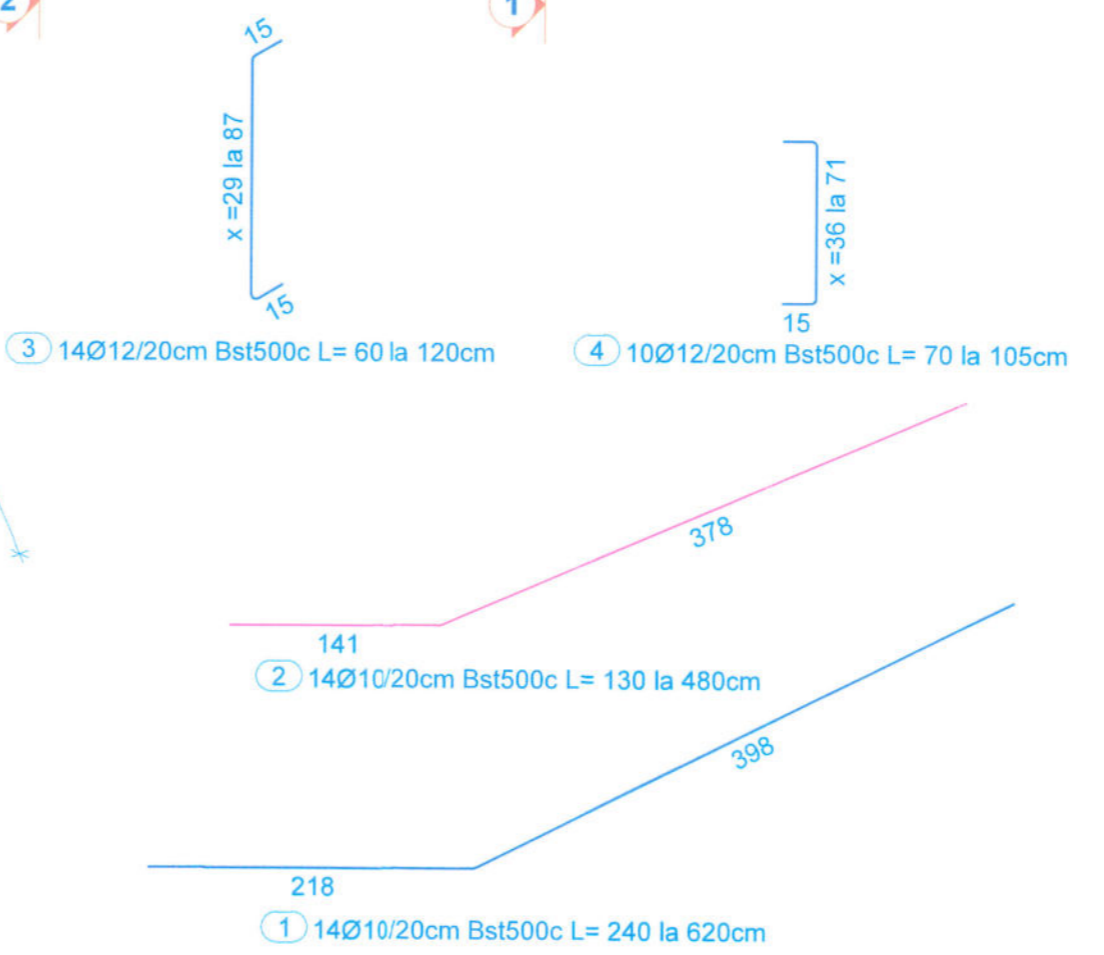 2
1
15
x =29 la 87
15
3 14Ø12/20cm Bst500c L= 60 la 120cm
x =36 la 71
15
4 10Ø12/20cm Bst500c L= 70 la 105cm
378
141
2 14Ø10/20cm Bst500c L= 130 la 480cm
398
218
1 14Ø10/20cm Bst500c L= 240 la 620cm